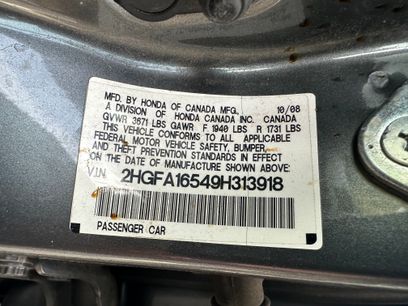 MFD. BY HONDA OF CANADA MFG. 10/08
A DIVISION OF HONDA CANADA INC. CANADA
GVWR 3671 LBS GAWR F 1940 LBS R 1731 LBS
THIS VEHICLE CONFORMS TO ALL APPLICABLE
FEDERAL MOTOR VEHICLE SAFETY, BUMPER,
AND THEFT PREVENTION STANDARDS IN
EFFECT ON THE DATE OF MANUFACTURE SHOWN ABOVE:
VIN 2HGFA16549H313918
PASSENGER CAR